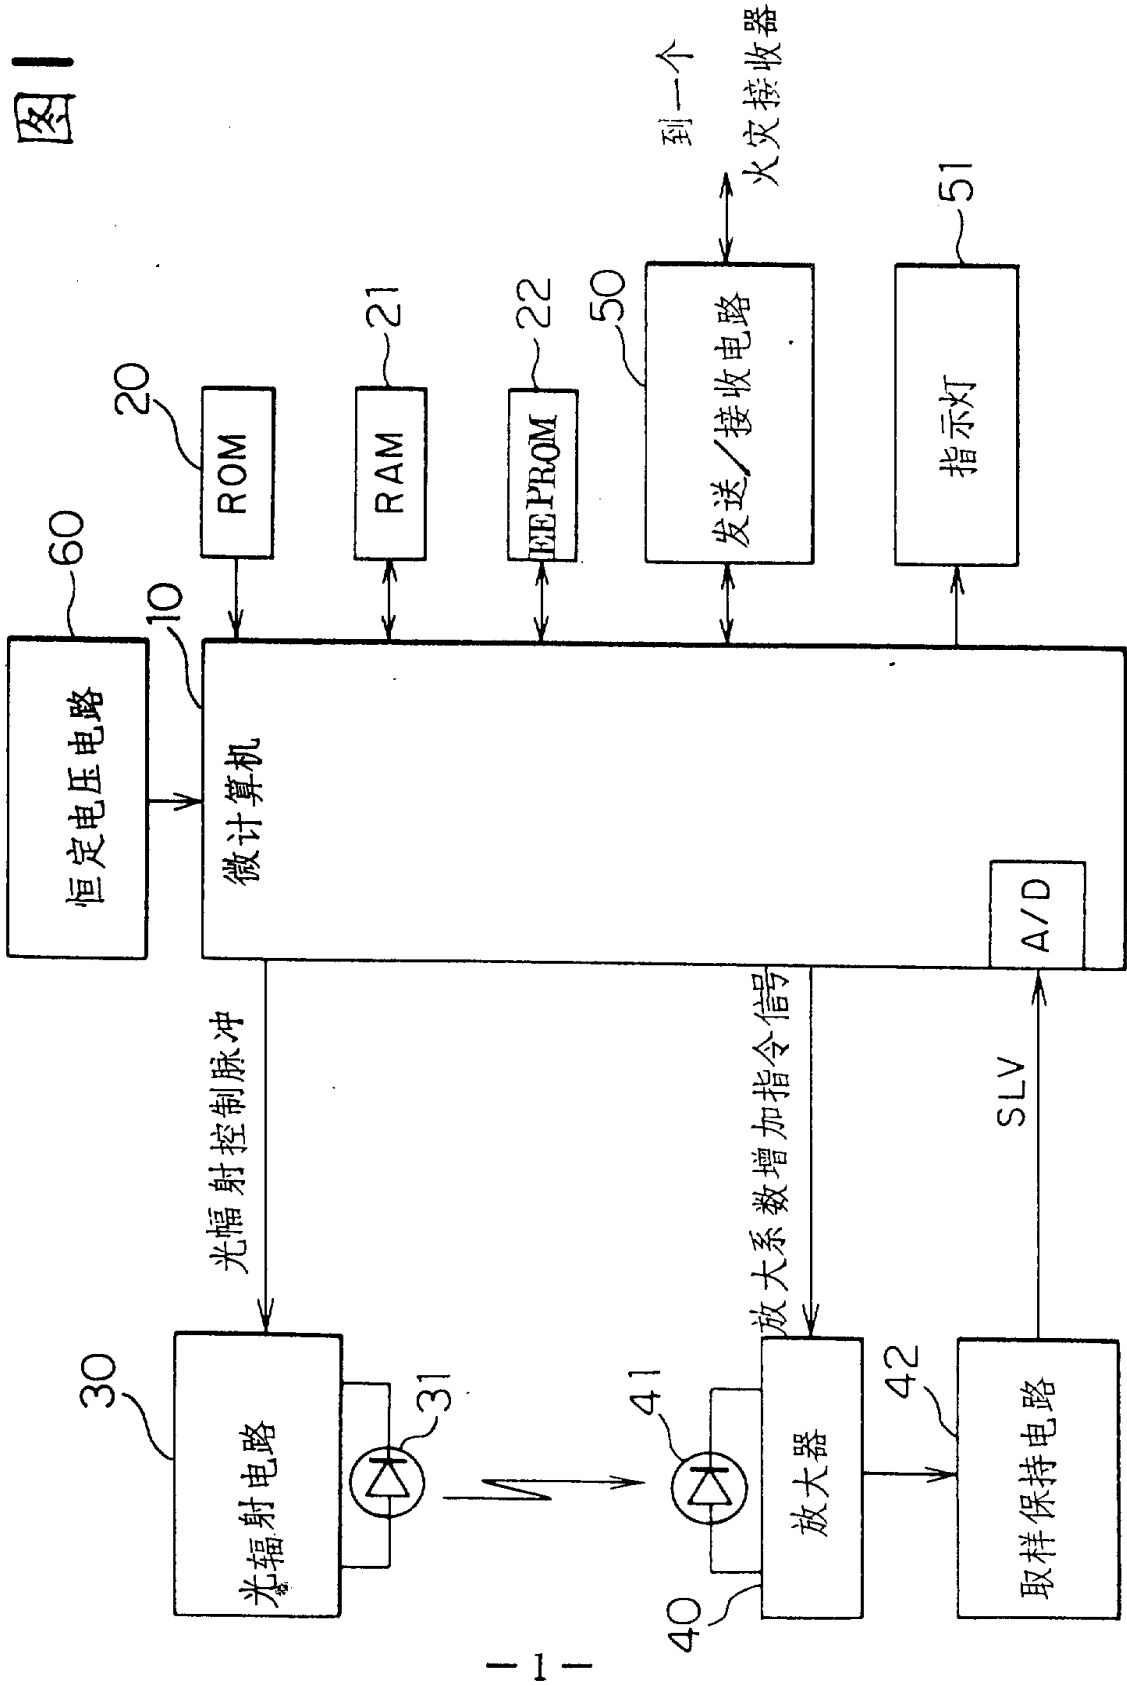 图1
60
恒定电压电路
10
微计算机
20
ROM
21
RAM
22
EEPROM
50
发送/接收电路
到一个
火灾接收器
51
指示灯
光幅射控制脉冲
30
光辐射电路
31
放大系数增加指令信号
41
40
放大器
42
取样保持电路
SLV
A/D
- 1 -